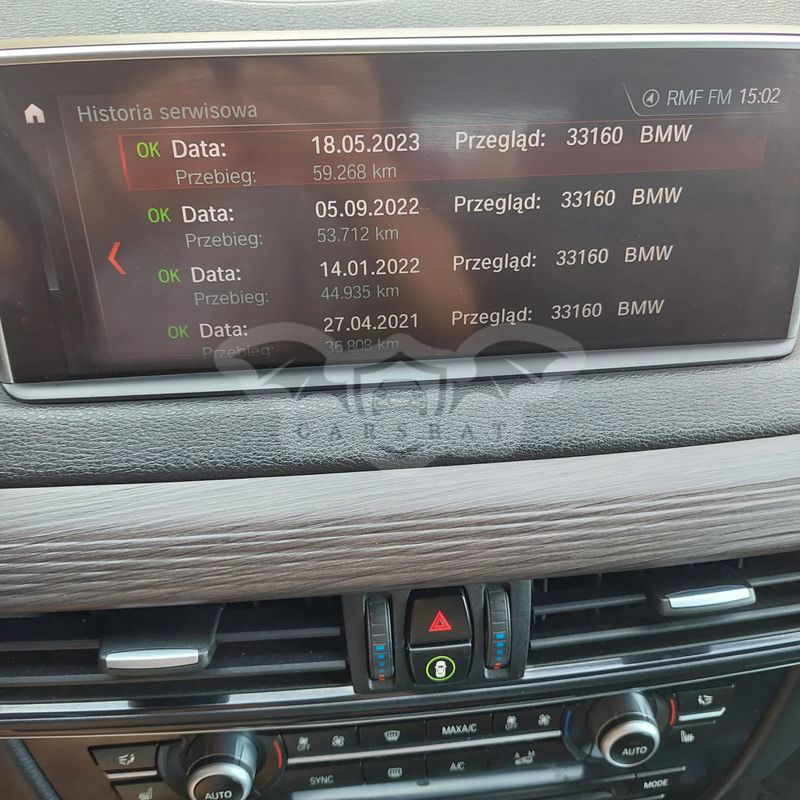 Historia serwisowa
RMF FM 15:02
OK Data: 18.05.2023 Przegląd: 33160 BMW
Przebieg: 59.268 km
OK Data: 05.09.2022 Przegląd: 33160 BMW
Przebieg: 53.712 km
OK Data: 14.01.2022 Przegląd: 33160 BMW
Przebieg: 44.935 km
OK Data: 27.04.2021 Przegląd: 33160 BMW
Przebieg: 36.808 km
CARSBAT
OFF MAX A/C OFF
AUTO SYNC A/C AUTO MODE